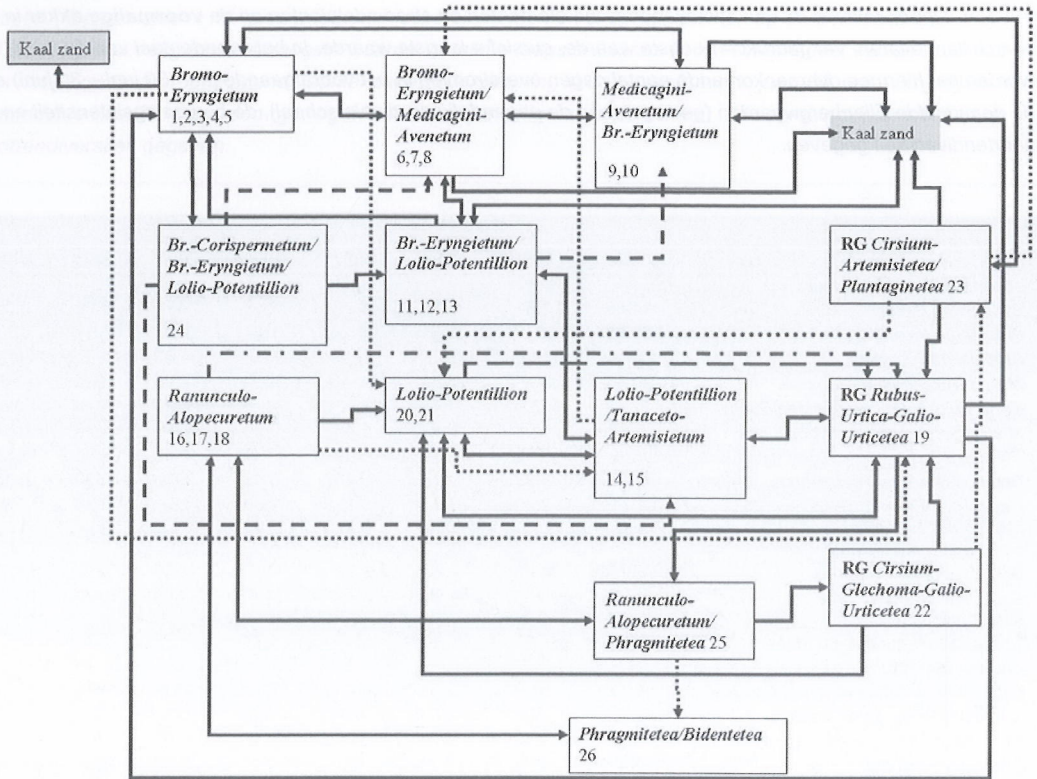 Kaal zand
Bromo-
Eryngietum
1,2,3,4,5
Bromo-
Eryngietum/
Medicagini-
Avenetum
6,7,8
Medicagini-
Avenetum/
Br.-Eryngietum
9,10
Kaal zand
Br.-Corispermetum/
Br.-Eryngietum/
Lolio-Potentillion
24
Br.-Eryngietum/
Lolio-Potentillion
11,12,13
RG Cirsium-
Artemisietea/
Plantaginetea 23
Ranunculo-
Alopecuretum
16,17,18
Lolio-Potentillion
20,21
Lolio-Potentillion
/Tanaceto-
Artemisietum
14,15
RG Rubus-
Urtica-Galio-
Urticetea 19
Ranunculo-
Alopecuretum/
Phragmitetea 25
RG Cirsium-
Glechoma-Galio-
Urticetea 22
Phragmitetea/Bidentetea
26